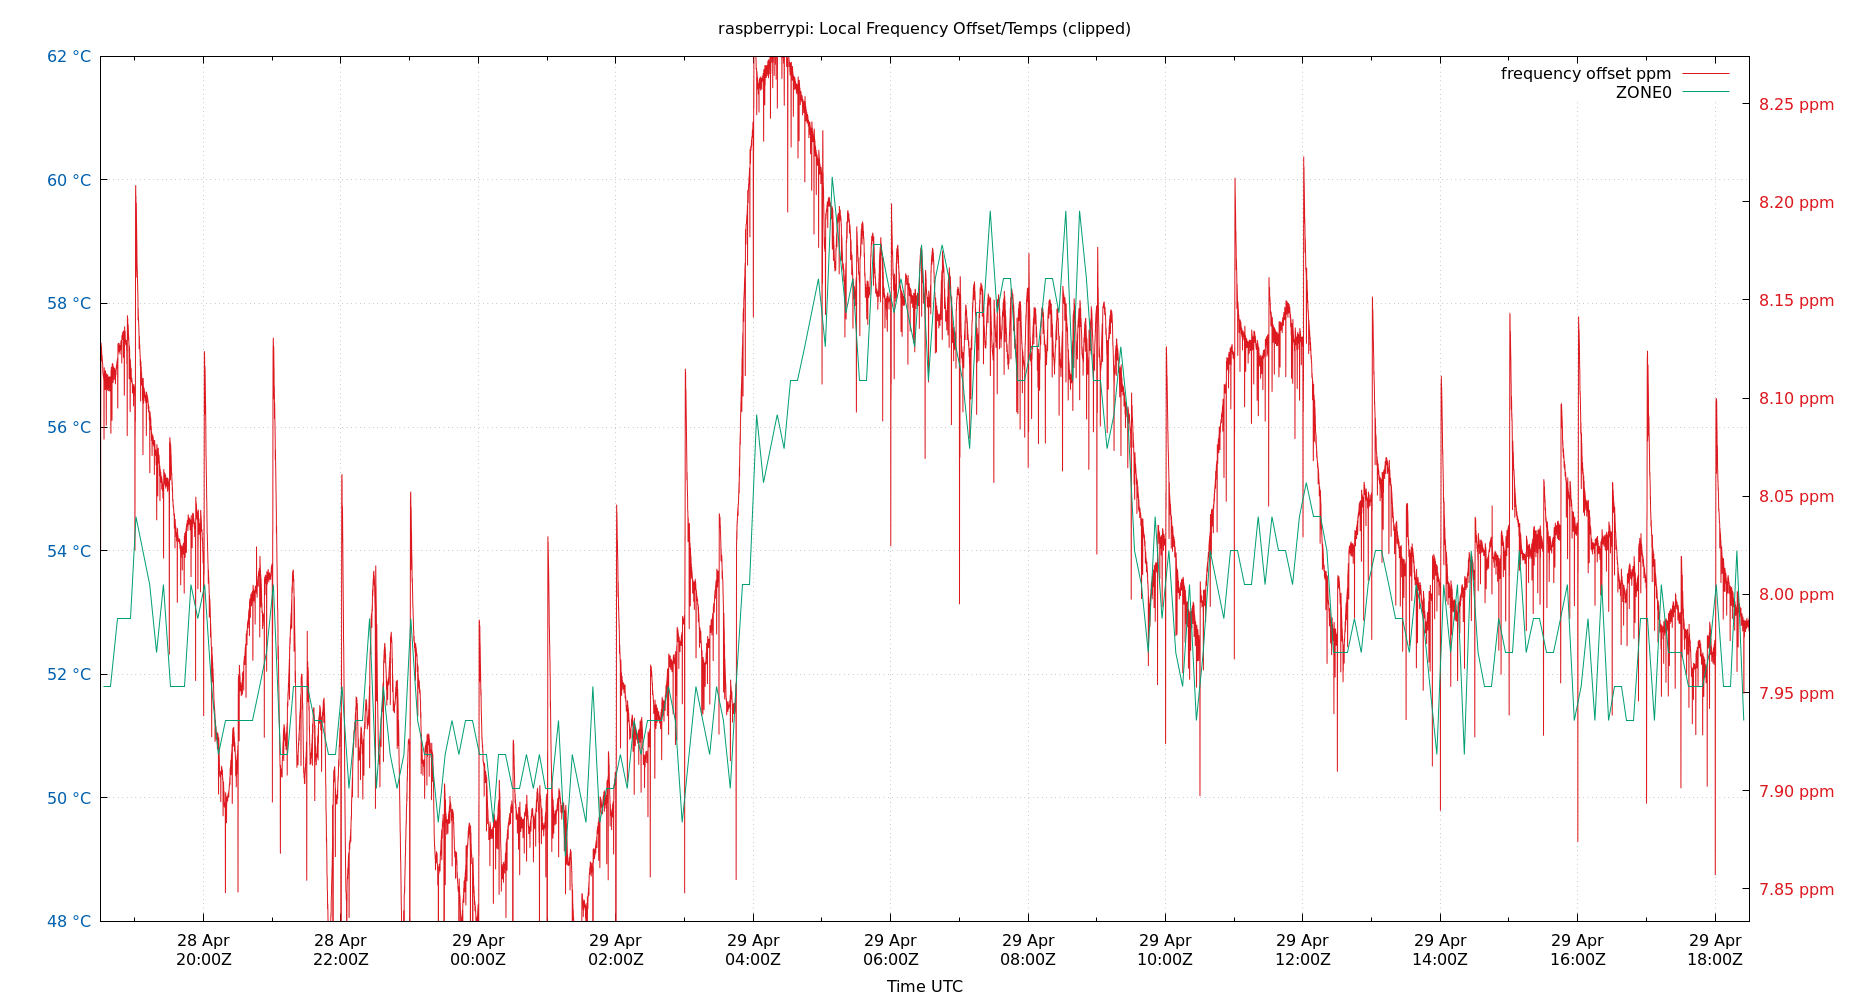 raspberrypi: Local Frequency Offset/Temps (clipped)
62 °C
60 °C
58 °C
56 °C
54 °C
52 °C
50 °C
48 °C
frequency offset ppm
ZONE0
8.25 ppm
8.20 ppm
8.15 ppm
8.10 ppm
8.05 ppm
8.00 ppm
7.95 ppm
7.90 ppm
7.85 ppm
28 Apr 28 Apr 29 Apr 29 Apr 29 Apr 29 Apr 29 Apr 29 Apr 29 Apr 29 Apr 29 Apr 29 Apr
20:00Z 22:00Z 00:00Z 02:00Z 04:00Z 06:00Z 08:00Z 10:00Z 12:00Z 14:00Z 16:00Z 18:00Z
Time UTC